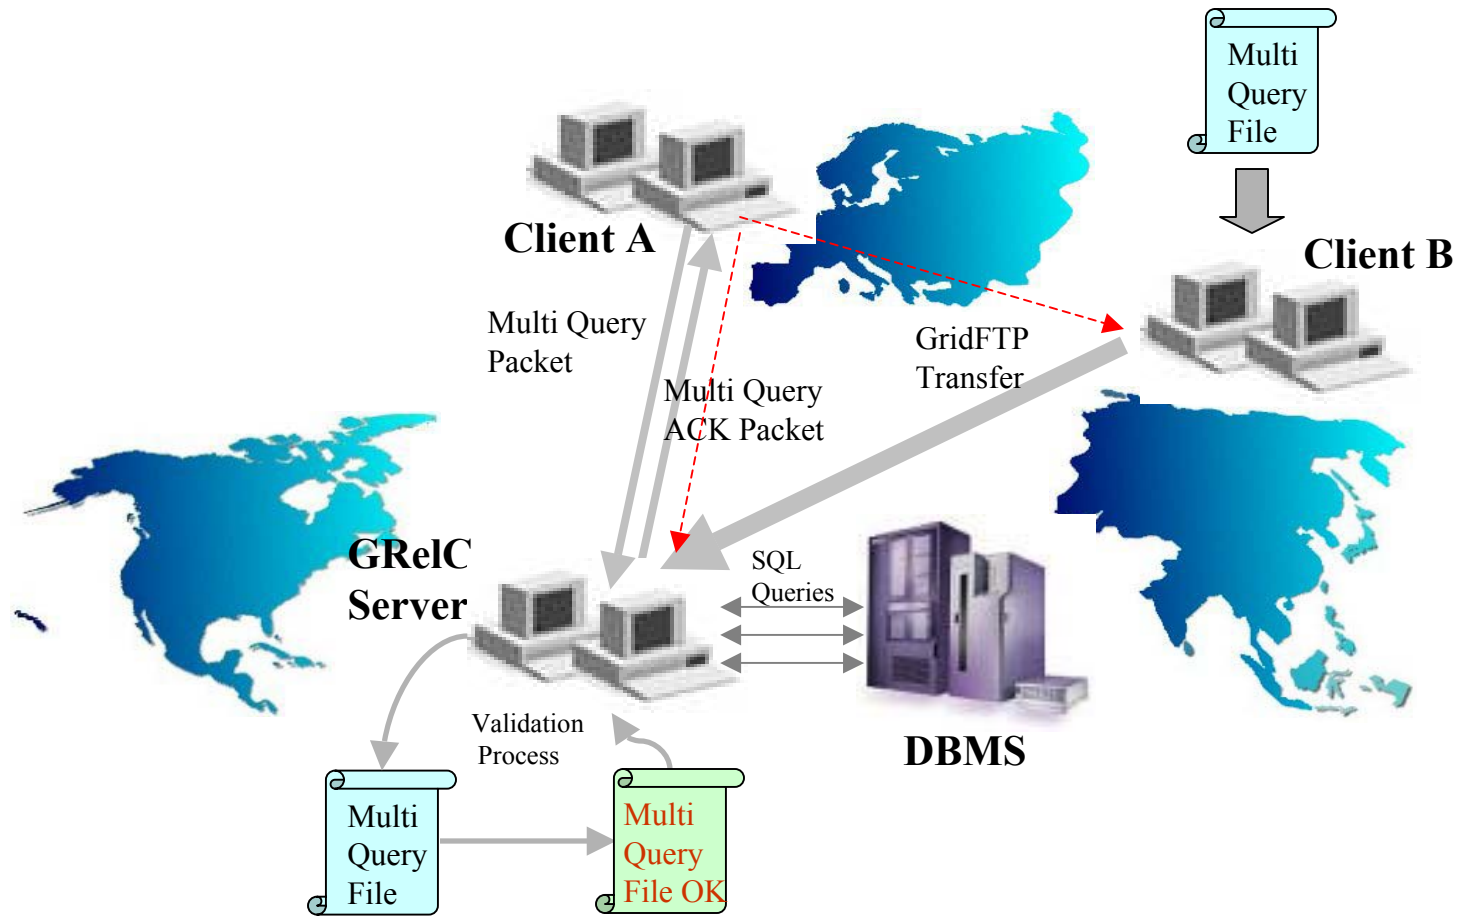 Multi
Query
File
Client A
Client B
Multi Query
Packet
GridFTP
Transfer
Multi Query
ACK Packet
GRelC
Server
SQL
Queries
Validation
Process
DBMS
Multi
Query
File
Multi
Query
File OK